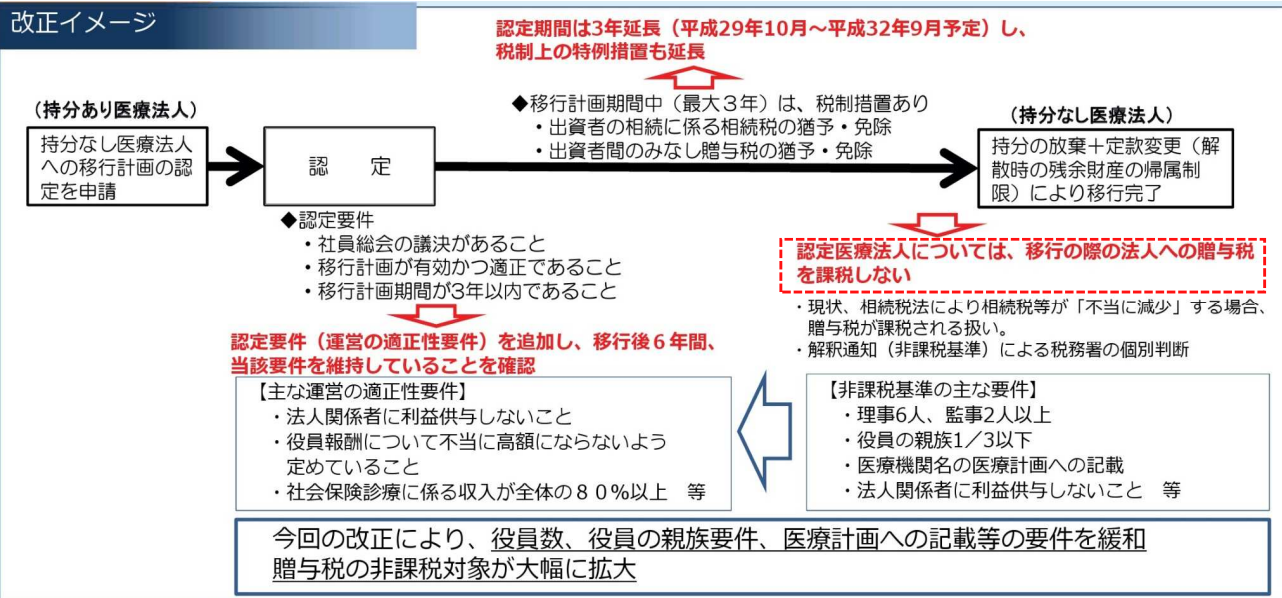 改正イメージ
認定期間は3年延長（平成29年10月～平成32年9月予定）し、
税制上の特例措置も延長
（持分あり医療法人）
持分なし医療法人
への移行計画の認
定を申請
認　定
◆移行計画期間中（最大３年）は、税制措置あり
・出資者の相続に係る相続税の猶予・免除
・出資者間のみなし贈与税の猶予・免除
（持分なし医療法人）
持分の放棄＋定款変更（解
散時の残余財産の帰属制
限）により移行完了
◆認定要件
・社員総会の議決があること
・移行計画が有効かつ適正であること
・移行計画期間が3年以内であること
認定医療法人については、移行の際の法人への贈与税
を課税しない
・現状、相続税法により相続税等が「不当に減少」する場合、
贈与税が課税される扱い。
・解釈通知（非課税基準）による税務署の個別判断
認定要件（運営の適正性要件）を追加し、移行後６年間、
当該要件を維持していることを確認
【主な運営の適正性要件】
・法人関係者に利益供与しないこと
・役員報酬について不当に高額にならないよう
定めていること
・社会保険診療に係る収入が全体の８０％以上　等
【非課税基準の主な要件】
・理事6人、監事2人以上
・役員の親族1／3以下
・医療機関名の医療計画への記載
・法人関係者に利益供与しないこと　等
今回の改正により、役員数、役員の親族要件、医療計画への記載等の要件を緩和
贈与税の非課税対象が大幅に拡大